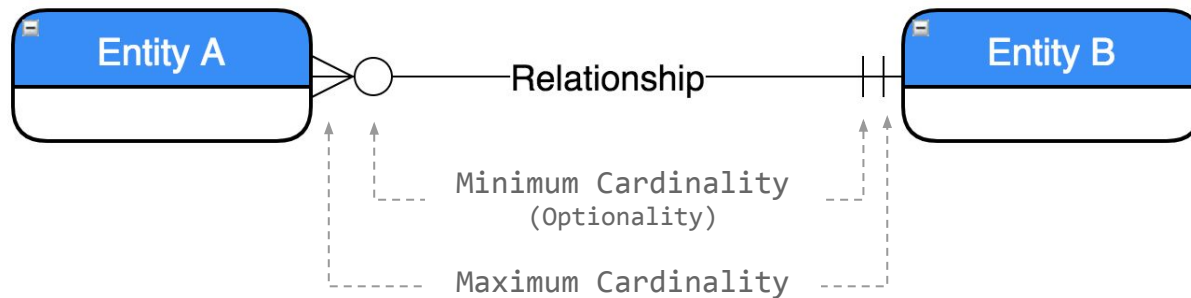 Entity A
Relationship
Entity B
Minimum Cardinality
(Optionality)
Maximum Cardinality